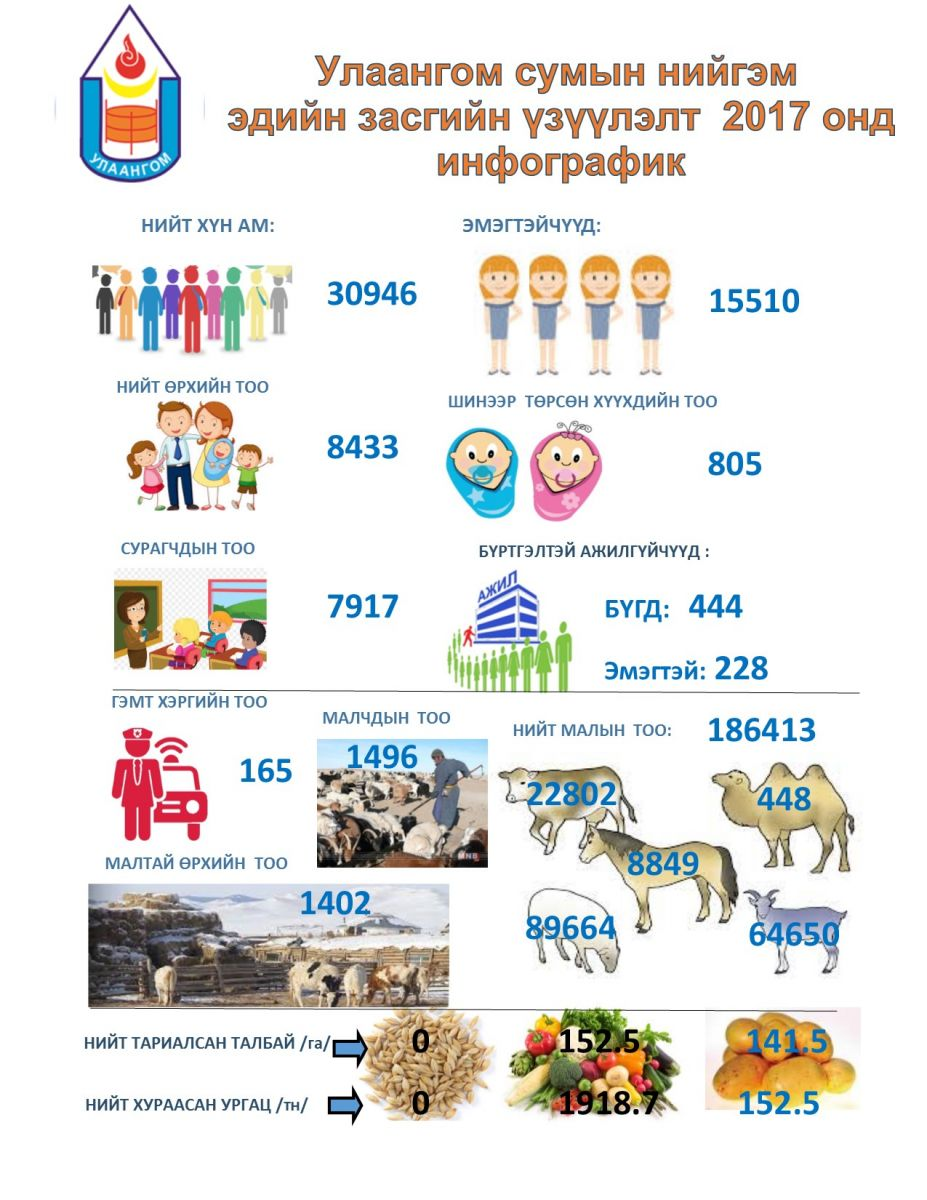 УЛААНГОМ
Улаангом сумын нийгэм
эдийн засгийн үзүүлэлт 2017 онд
инфографик
НИЙТ ХҮН АМ:
30946
ЭМЭГТЭЙЧҮҮД:
15510
НИЙТ ӨРХИЙН ТОО
8433
ШИНЭЭР ТӨРСӨН ХҮҮХДИЙН ТОО
805
СУРАГЧДЫН ТОО
7917
БҮРТГЭЛТЭЙ АЖИЛГҮЙЧҮҮД :
АЖИЛ
БҮГД: 444
Эмэгтэй: 228
ГЭМТ ХЭРГИЙН ТОО
165
МАЛЧДЫН ТОО
1496
MNB
НИЙТ МАЛЫН ТОО: 186413
22802
448
8849
89664
64650
МАЛТАЙ ӨРХИЙН ТОО
1402
НИЙТ ТАРИАЛСАН ТАЛБАЙ /га/ 0 152.5 141.5
НИЙТ ХУРААСАН УРГАЦ /тн/ 0 1918.7 152.5